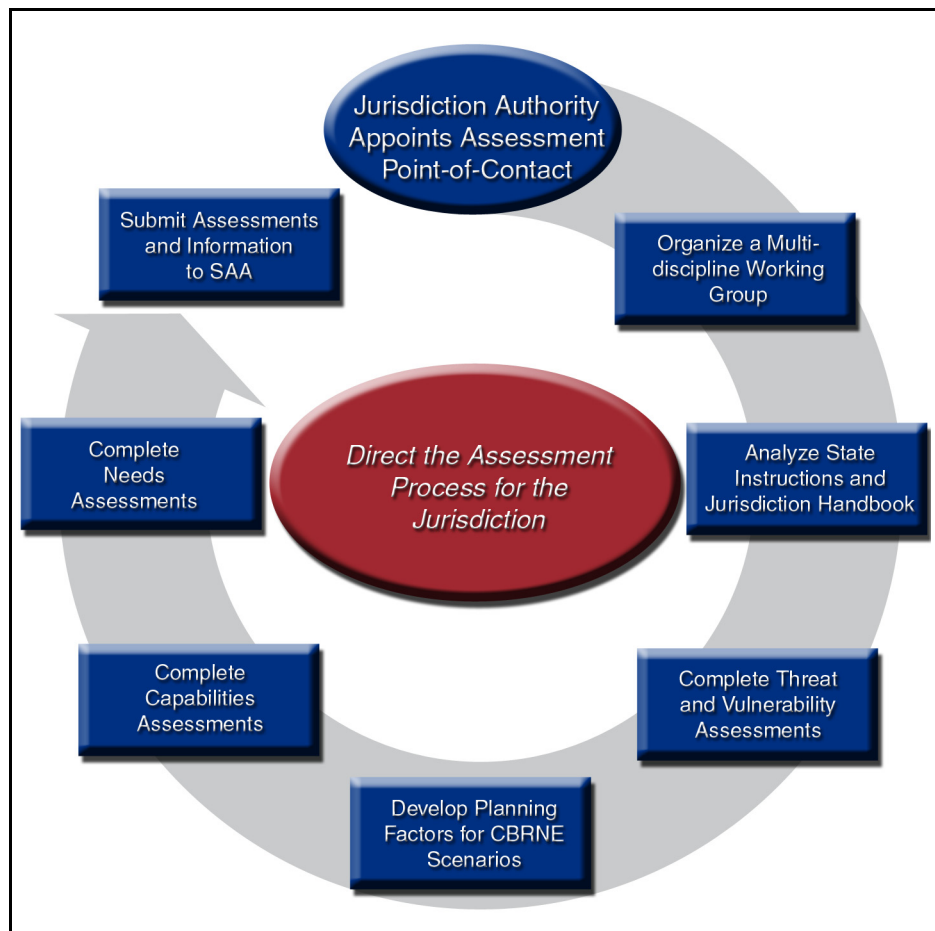 Jurisdiction Authority
Appoints Assessment
Point-of-Contact
Organize a Multi-
discipline Working
Group
Analyze State
Instructions and
Jurisdiction Handbook
Complete Threat
and Vulnerability
Assessments
Develop Planning
Factors for CBRNE
Scenarios
Complete
Capabilities
Assessments
Complete
Needs
Assessments
Submit Assessments
and Information
to SAA
Direct the Assessment
Process for the
Jurisdiction